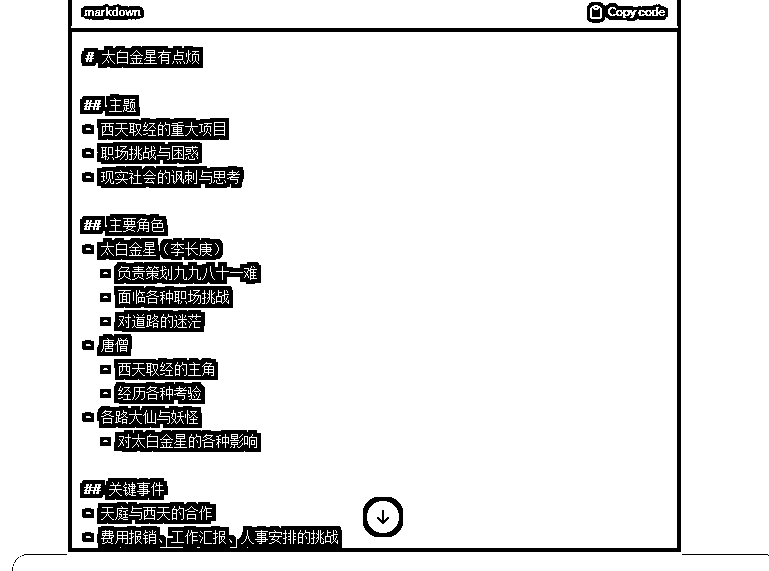 markdown
Copy code
# 太白金星有点烦
## 主题
- 西天取经的重大项目
- 职场挑战与困惑
- 现实社会的讽刺与思考
## 主要角色
- 太白金星（李长庚）
- 负责策划九九八十一难
- 面临各种职场挑战
- 对道路的迷茫
- 唐僧
- 西天取经的主角
- 经历各种考验
- 各路大仙与妖怪
- 对太白金星的各种影响
## 关键事件
- 天庭与西天的合作
- 费用报销、工作汇报、人事安排的挑战